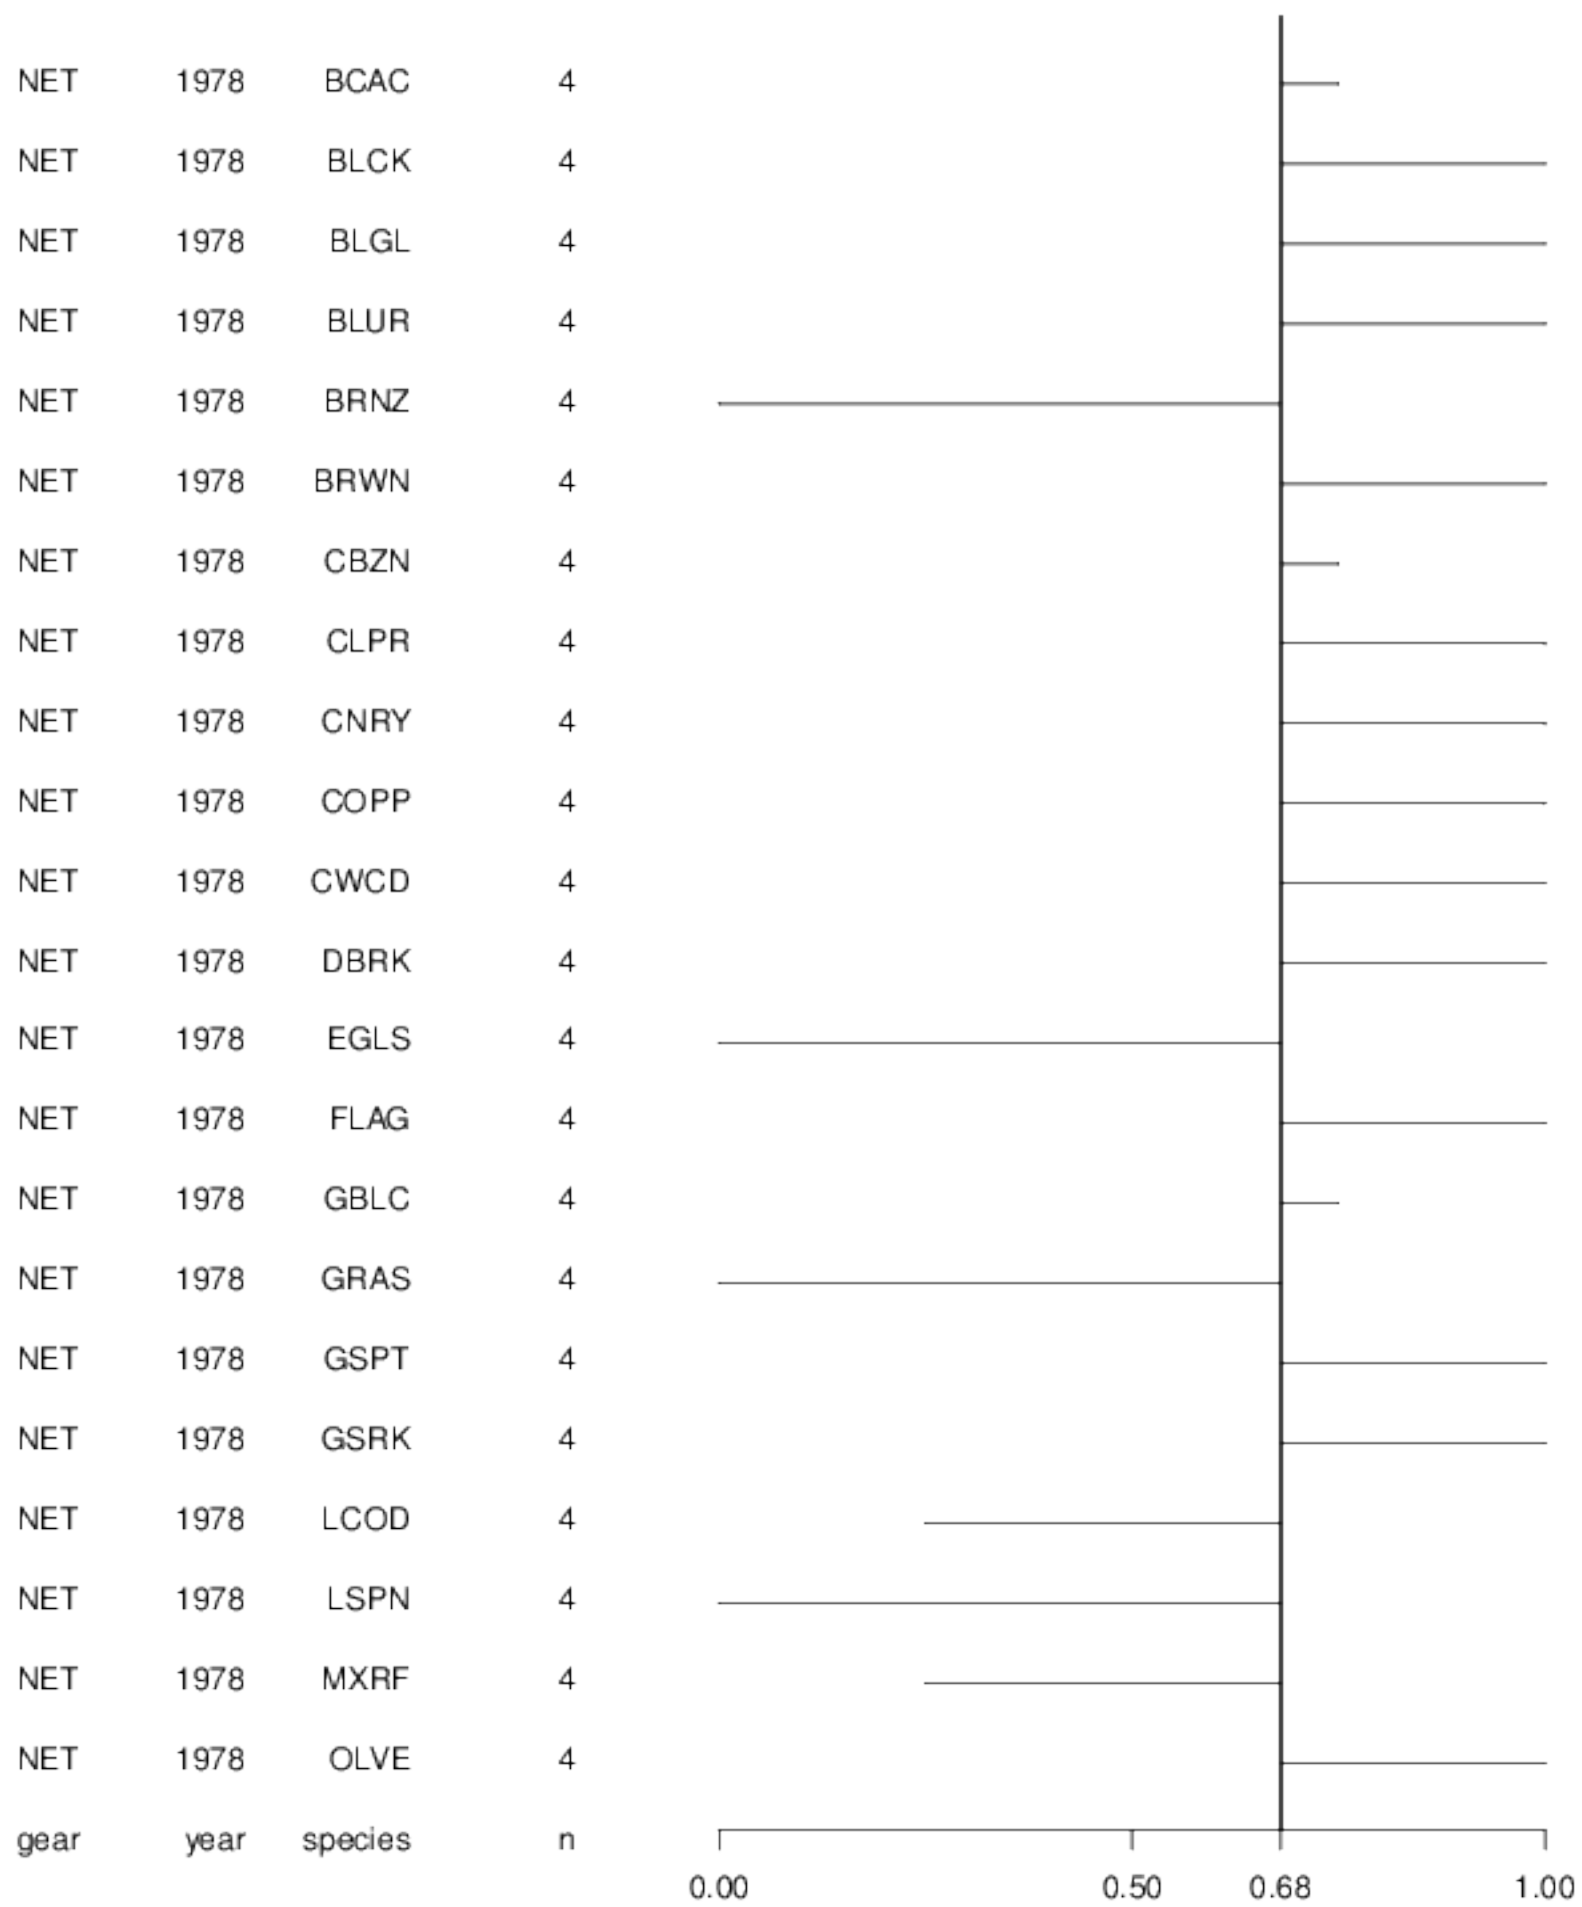 NET 1978 BCAC 4
NET 1978 BLCK 4
NET 1978 BLGL 4
NET 1978 BLUR 4
NET 1978 BRNZ 4
NET 1978 BRWN 4
NET 1978 CBZN 4
NET 1978 CLPR 4
NET 1978 CNRY 4
NET 1978 COPP 4
NET 1978 CWCD 4
NET 1978 DBRK 4
NET 1978 EGLS 4
NET 1978 FLAG 4
NET 1978 GBLC 4
NET 1978 GRAS 4
NET 1978 GSPT 4
NET 1978 GSRK 4
NET 1978 LCOD 4
NET 1978 LSPN 4
NET 1978 MXRF 4
NET 1978 OLVE 4
gear year species n
0.00 0.50 0.68 1.00